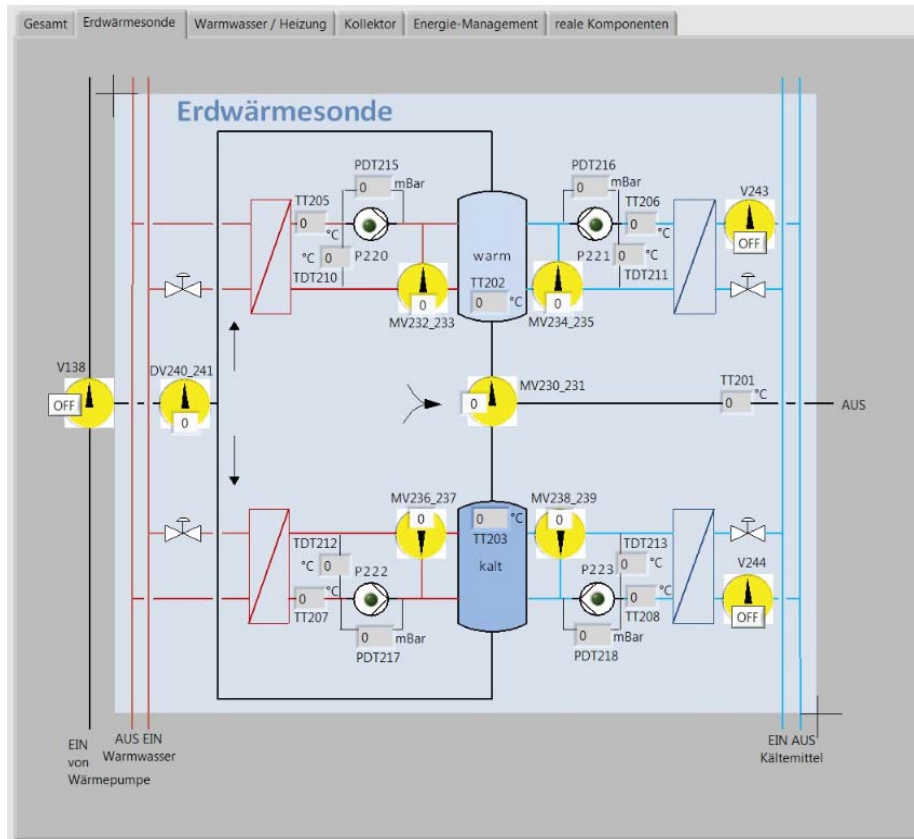 Gesamt
Erdwärmesonde
Warmwasser / Heizung
Kollektor
Energie-Management
reale Komponenten
Erdwärmesonde
PDT215
0 mBar
TT205
0 °C
°C 0
TDT210
P220
0
MV232_233
warm
TT202
0 °C
PDT216
0 mBar
TT206
0 °C
0 °C
P221
TDT211
0
MV234_235
V243
OFF
V138
OFF
DV240_241
0
0
MV230_231
TT201
0 °C
AUS
MV236_237
0
TDT212
°C 0
P222
0 °C
TT207
0 mBar
PDT217
0 °C
TT203
kalt
MV238_239
0
TDT213
0 °C
P223
0 °C
TT208
0 mBar
PDT218
V244
OFF
EIN
von
Wärmepumpe
AUS EIN
Warmwasser
EIN AUS
Kältemittel